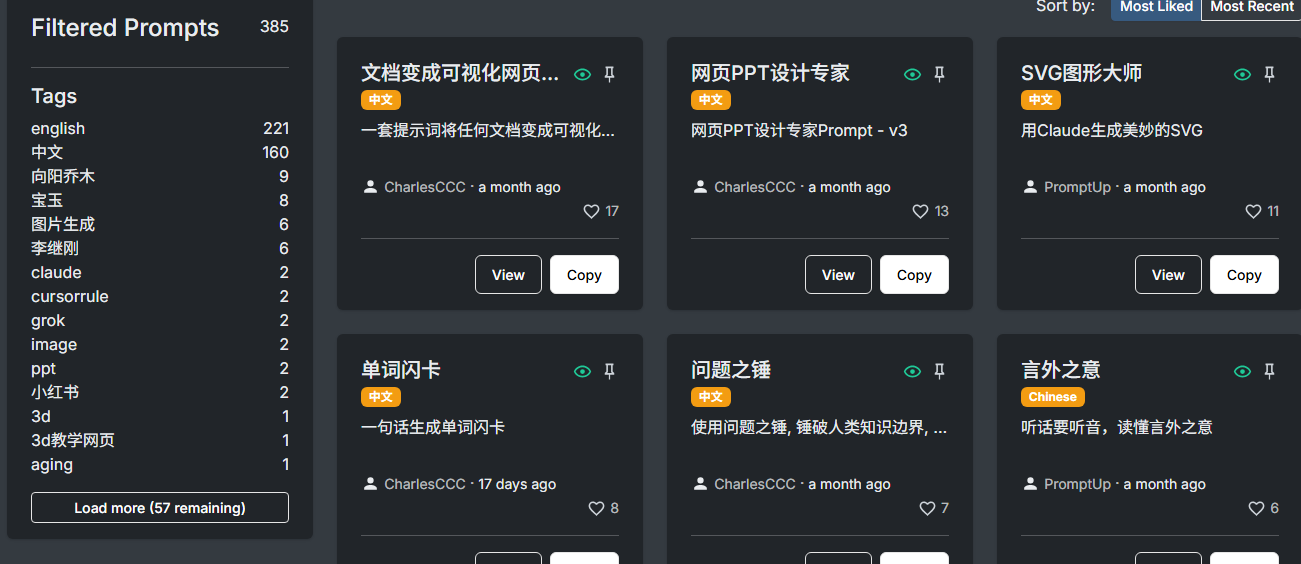 Filtered Prompts 385
Tags
english 221
中文 160
向阳乔木 9
宝玉 8
图片生成 6
李继刚 6
claude 2
cursorrule 2
grok 2
image 2
ppt 2
小红书 2
3d 1
3d教学网页 1
aging 1
Load more (57 remaining)
Sort by: Most Liked Most Recent
文档变成可视化网页...
中文
一套提示词将任何文档变成可视化...
CharlesCCC · a month ago
17
View Copy
网页PPT设计专家
中文
网页PPT设计专家Prompt - v3
CharlesCCC · a month ago
13
View Copy
SVG图形大师
中文
用Claude生成美妙的SVG
PromptUp · a month ago
11
View Copy
单词闪卡
中文
一句话生成单词闪卡
CharlesCCC · 17 days ago
8
问题之锤
中文
使用问题之锤, 锤破人类知识边界, ...
CharlesCCC · a month ago
7
言外之意
Chinese
听话要听音，读懂言外之意
PromptUp · a month ago
6